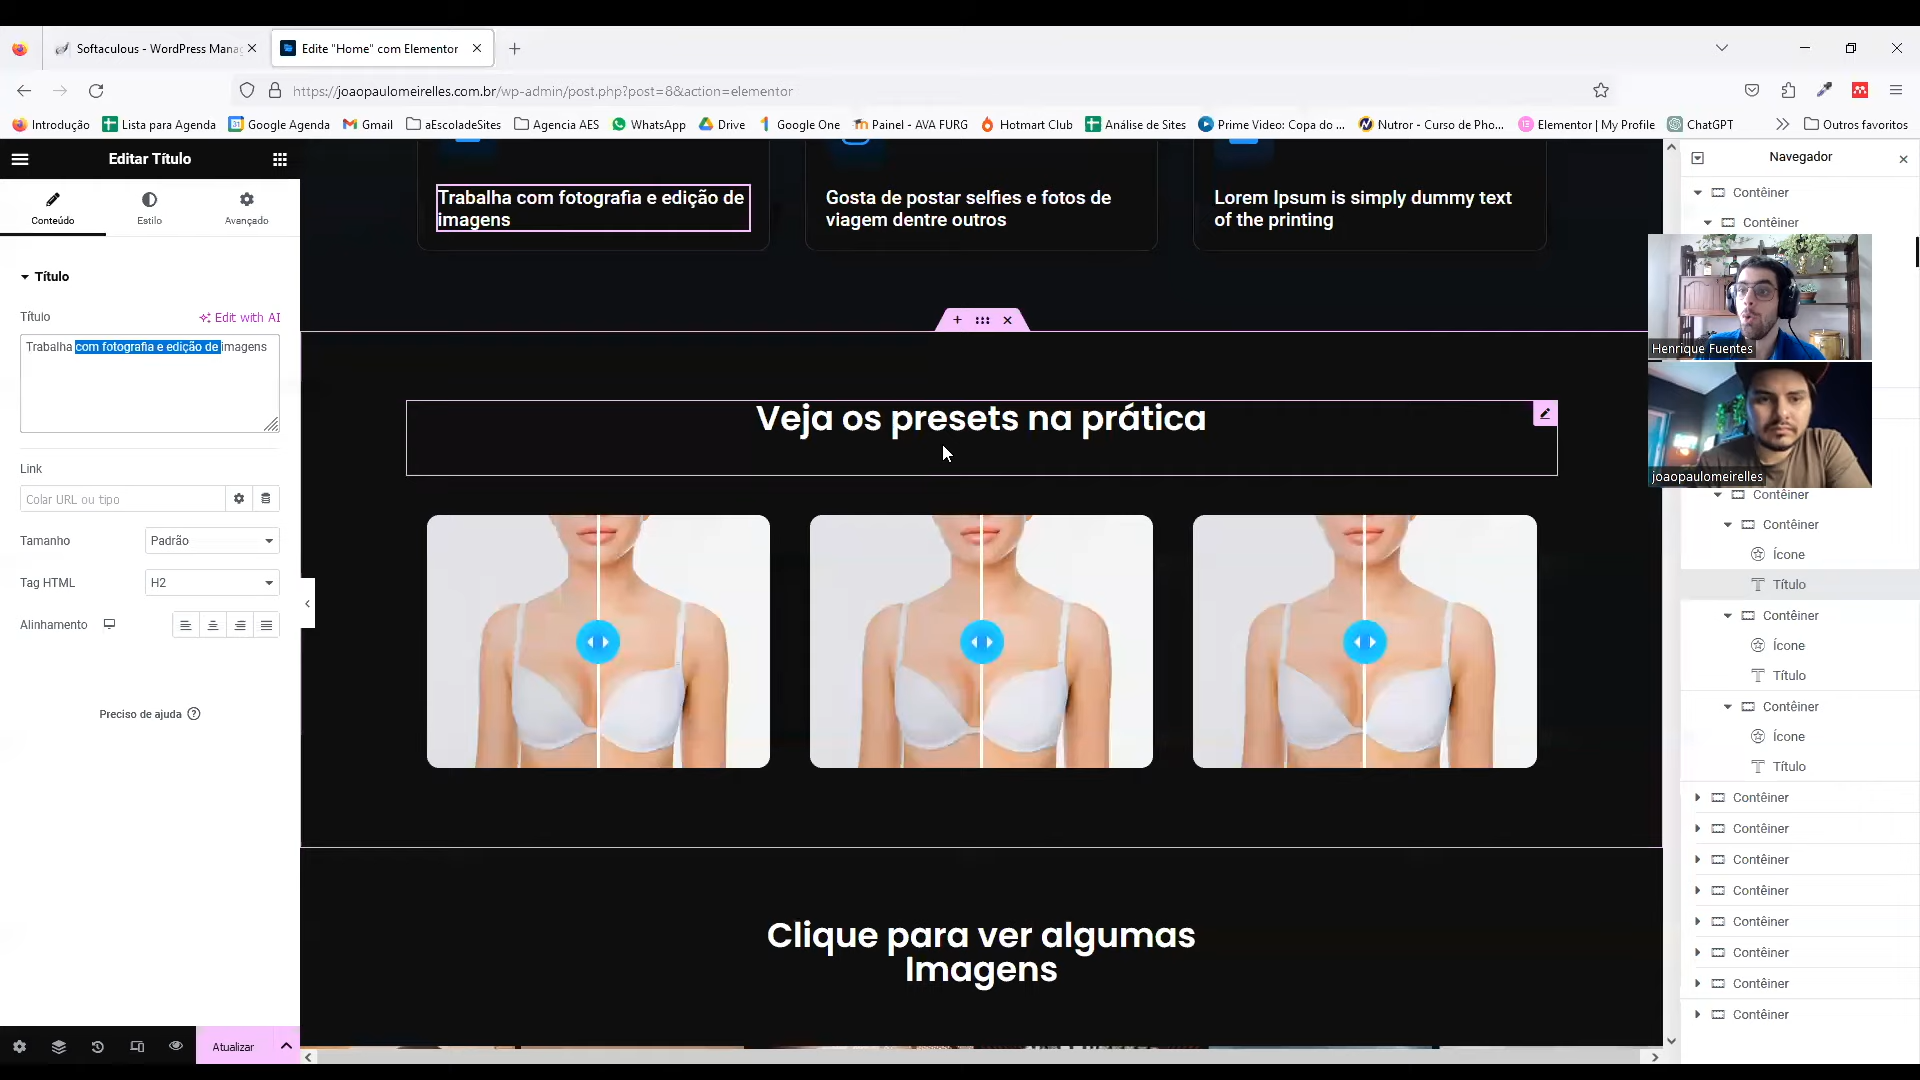 Softaculous - WordPress Mana
Edite "Home" com Elementor
https://joaopaulomeirelles.com.br/wp-admin/post.php?post=8&action=elementor
Introdução
Lista para Agenda
Google Agenda
Gmail
aEscoladeSites
Agencia AES
WhatsApp
Drive
Google One
Painel - AVA FURG
Hotmart Club
Análise de Sites
Prime Video: Copa do ...
Nutror - Curso de Pho...
Elementor | My Profile
ChatGPT
Outros favoritos
Editar Título
Conteúdo
Estilo
Avançado
Título
Título
Edit with AI
Trabalha com fotografia e edição de imagens
Link
Colar URL ou tipo
Tamanho
Padrão
Tag HTML
H2
Alinhamento
Preciso de ajuda
Atualizar
Trabalha com fotografia e edição de
imagens
Gosta de postar selfies e fotos de
viagem dentre outros
Lorem Ipsum is simply dummy text
of the printing
Veja os presets na prática
Clique para ver algumas
Imagens
Navegador
Contêiner
Contêiner
Henrique Fuentes
joaopaulomeirelles
Contêiner
Contêiner
Ícone
Título
Contêiner
Ícone
Título
Contêiner
Ícone
Título
Contêiner
Contêiner
Contêiner
Contêiner
Contêiner
Contêiner
Contêiner
Contêiner